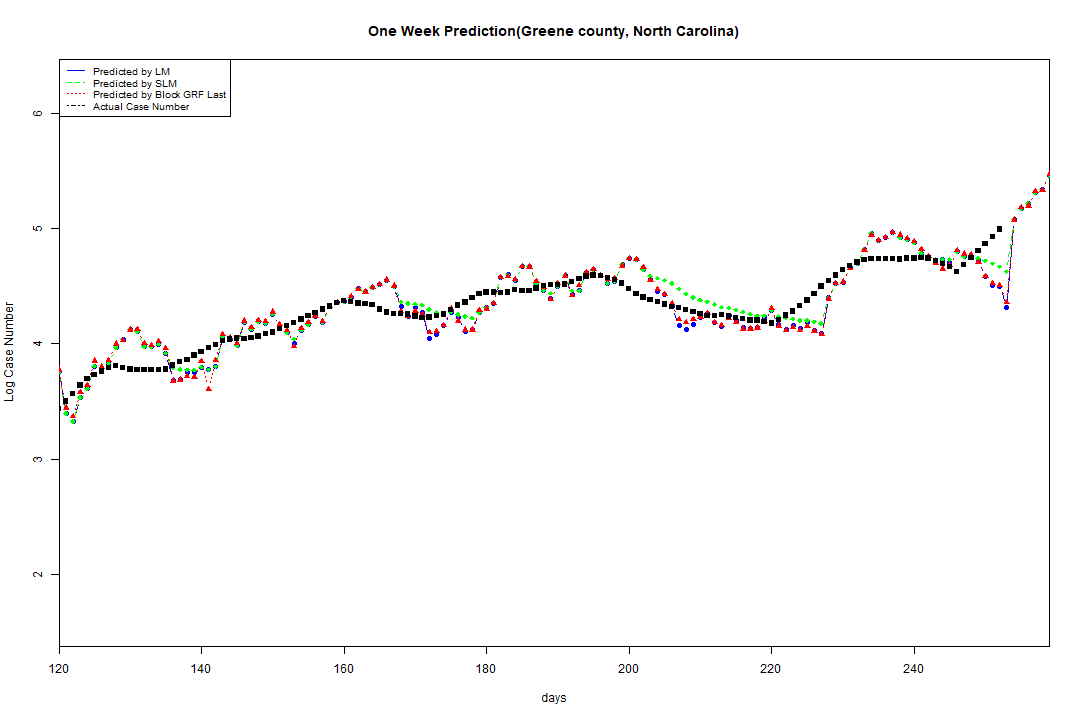 One Week Prediction(Greene county, North Carolina)
Predicted by LM
Predicted by SLM
Predicted by Block GRF Last
Actual Case Number
6
5
4
3
2
Log Case Number
120 140 160 180 200 220 240
days